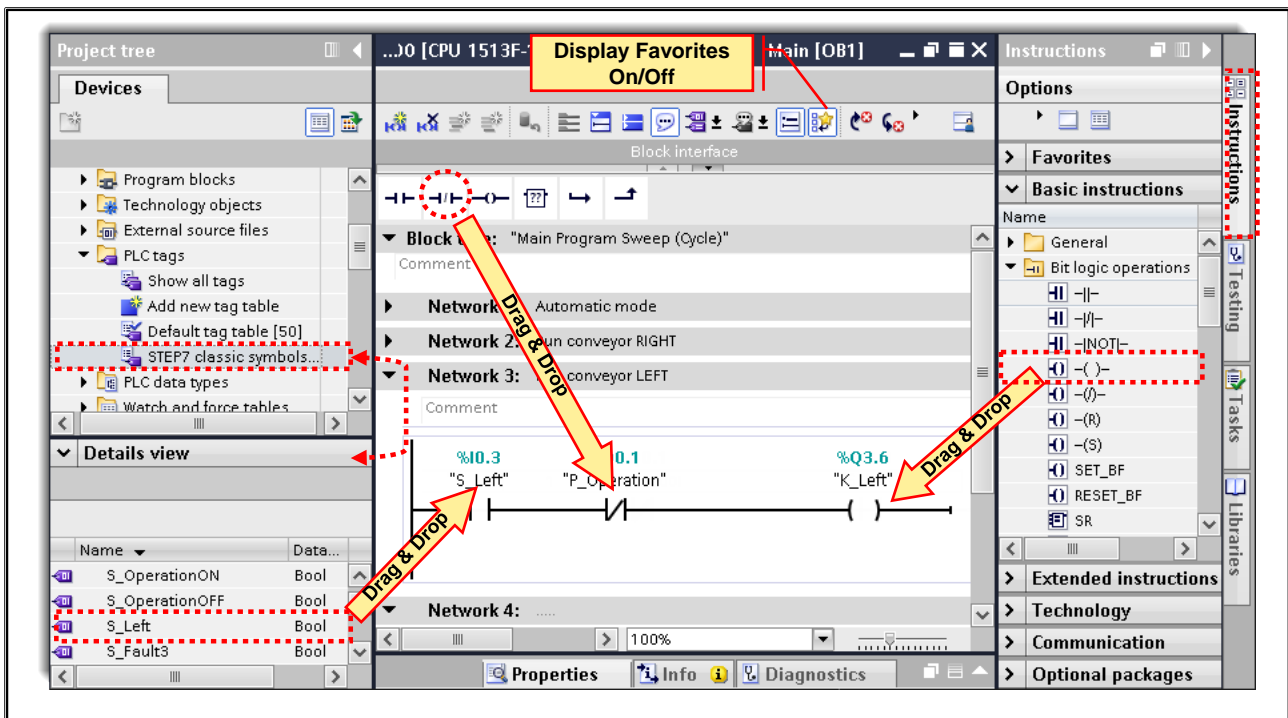 Project tree
Devices
Program blocks
Technology objects
External source files
PLC tags
Show all tags
Add new tag table
Default tag table [50]
STEP7 classic symbols...
PLC data types
Watch and force tables
Details view
Name
Data...
S_OperationON Bool
S_OperationOFF Bool
S_Left Bool
S_Fault3 Bool
[CPU 1513F-
Main [OB1]
Display Favorites
On/Off
Block interface
??
Block "Main Program Sweep (Cycle)"
Comment
Network Automatic mode
Network 2: conveyor RIGHT
Network 3: conveyor LEFT
Comment
%I0.3 0.1 %Q3.6
"S_Left" "P_Operation" "K_Left"
Drag & Drop
Drag & Drop
Drag & Drop
Network 4: .....
100%
Properties Info Diagnostics
Instructions
Options
Favorites
Basic instructions
Name
General
Bit logic operations
-||-
-|/|-
-|NOT|-
-( )-
-(/)-
-(R)
-(S)
SET_BF
RESET_BF
SR
Extended instructions
Technology
Communication
Optional packages
Instructions
Testing
Tasks
Libraries